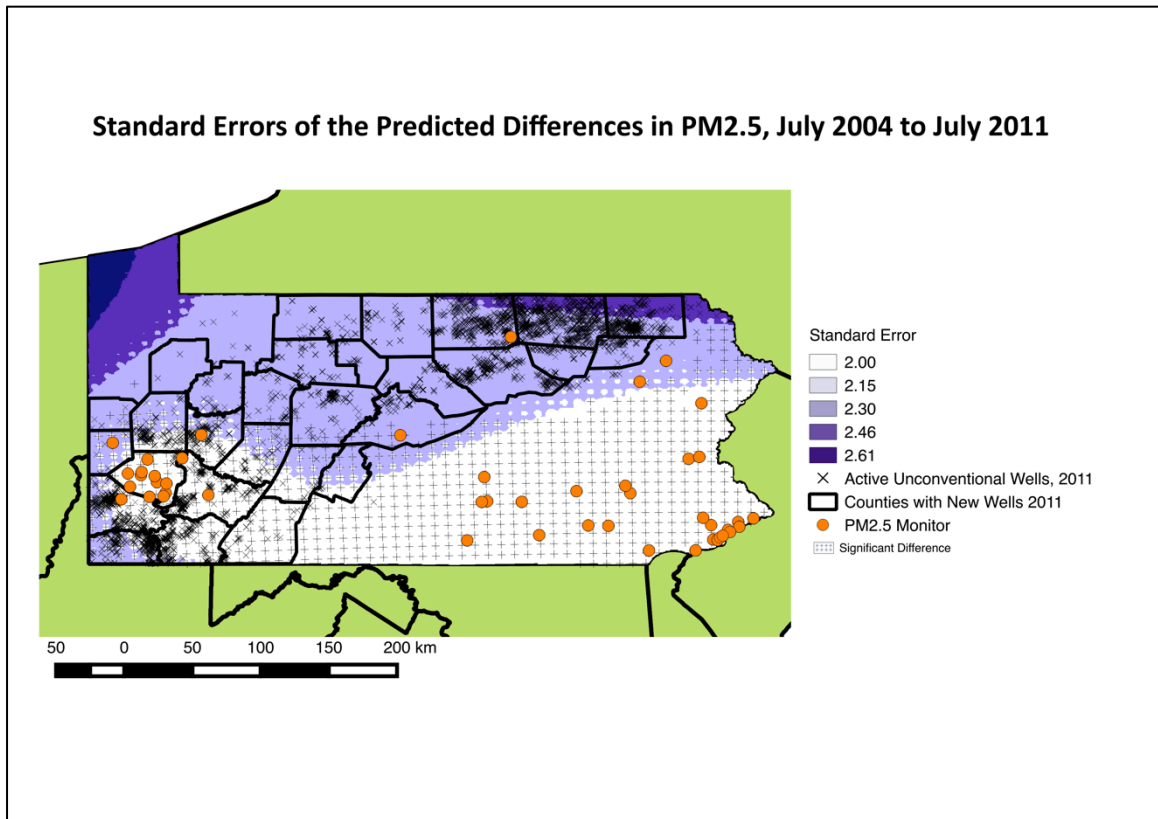 Standard Errors of the Predicted Differences in PM2.5, July 2004 to July 2011
Standard Error
2.00
2.15
2.30
2.46
2.61
Active Unconventional Wells, 2011
Counties with New Wells 2011
PM2.5 Monitor
Significant Difference
50 0 50 100 150 200 km